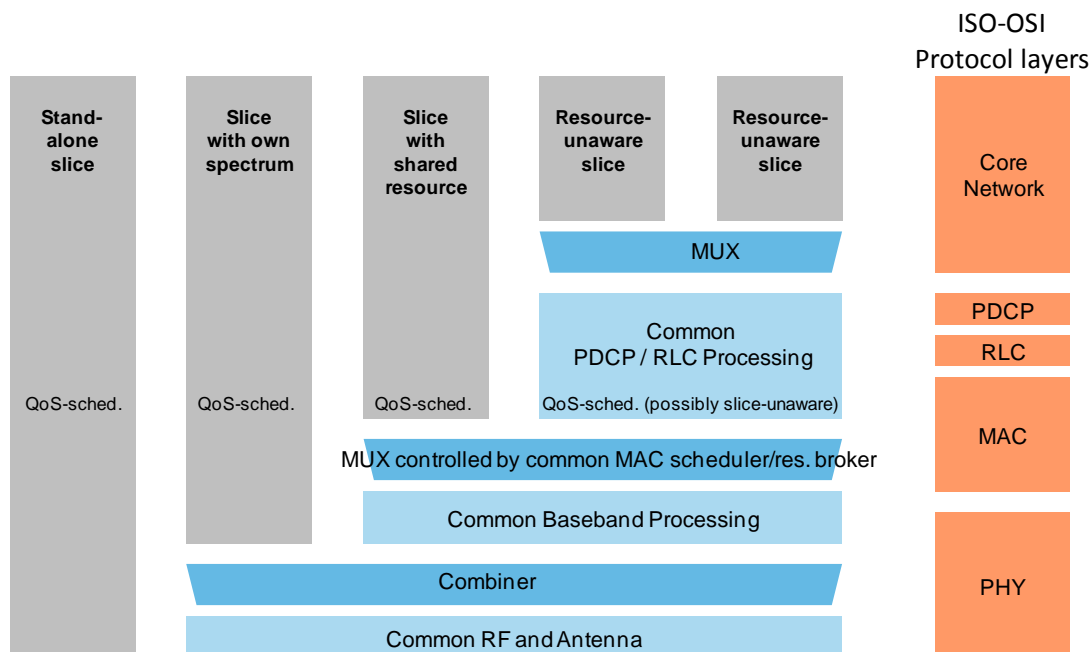 ISO-OSI
Protocol layers
Stand-
alone
slice
Slice
with own
spectrum
Slice
with
shared
resource
Resource-
unaware
slice
Resource-
unaware
slice
Core
Network
MUX
PDCP
Common
PDCP / RLC Processing
RLC
QoS-sched.
QoS-sched.
QoS-sched.
QoS-sched. (possibly slice-unaware)
MAC
MUX controlled by common MAC scheduler/res. broker
Common Baseband Processing
Combiner
PHY
Common RF and Antenna